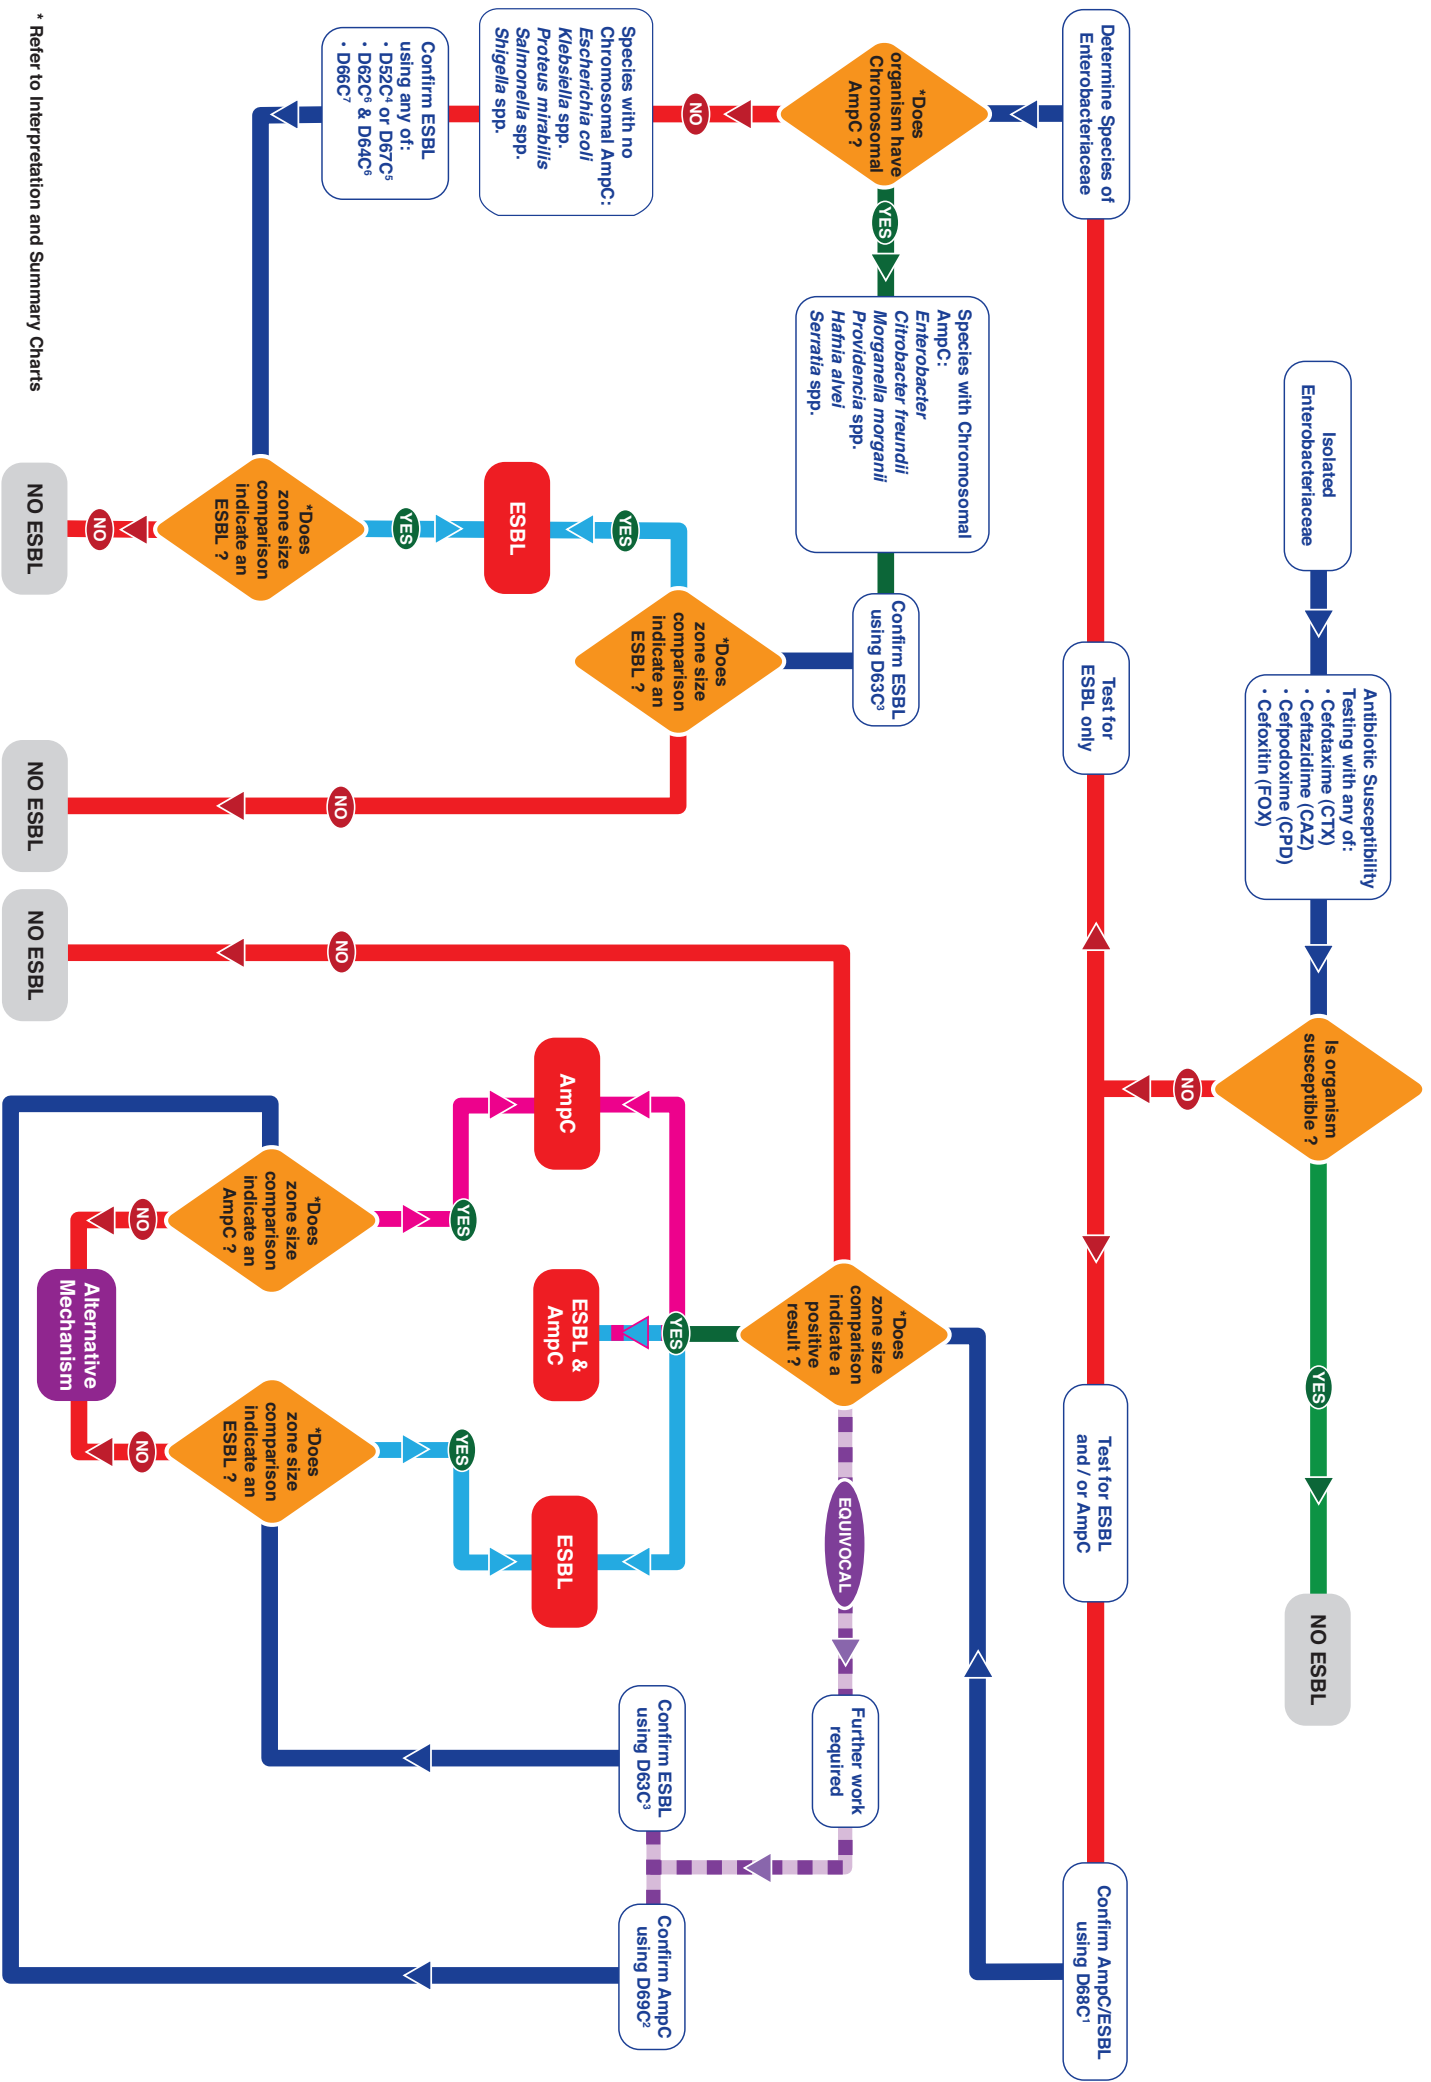 Isolated
Enterobacteriaceae
Antibiotic Susceptibility
Testing with any of:
• Cefotaxime (CTX)
• Ceftazidime (CAZ)
• Cefpodoxime (CPD)
• Cefoxitin (FOX)
Is organism
susceptible ?
YES
NO ESBL
NO
Determine Species of
Enterobacteriaceae
Test for
ESBL only
Test for ESBL
and / or AmpC
Confirm AmpC/ESBL
using D68C¹
*Does
organism have
Chromosomal
AmpC ?
YES
Species with Chromosomal
AmpC:
Enterobacter
Citrobacter freundii
Morganella morganii
Providencia spp.
Hafnia alvei
Serratia spp.
Confirm ESBL
using D63C³
NO
Species with no
Chromosomal AmpC:
Escherichia coli
Klebsiella spp.
Proteus mirabilis
Salmonella spp.
Shigella spp.
Confirm ESBL
using any of:
• D52C⁴ or D67C⁵
• D62C⁶ & D64C⁶
• D66C⁷
*Does
zone size
comparison
indicate an
ESBL ?
YES
ESBL
YES
*Does
zone size
comparison
indicate an
ESBL ?
NO
NO ESBL
NO
NO ESBL
*Does
zone size
comparison
indicate a
positive
result ?
NO
NO ESBL
EQUIVOCAL
Further work
required
YES
AmpC
ESBL &
AmpC
ESBL
Confirm ESBL
using D63C³
Confirm AmpC
using D69C²
YES
YES
*Does
zone size
comparison
indicate an
AmpC ?
*Does
zone size
comparison
indicate an
ESBL ?
NO
NO
Alternative
Mechanism
* Refer to Interpretation and Summary Charts